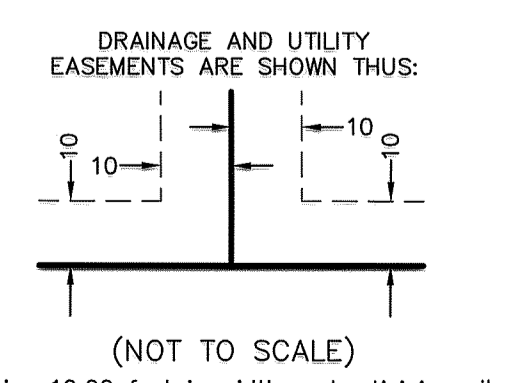 DRAINAGE AND UTILITY
EASEMENTS ARE SHOWN THUS:
10
10
10
10
(NOT TO SCALE)